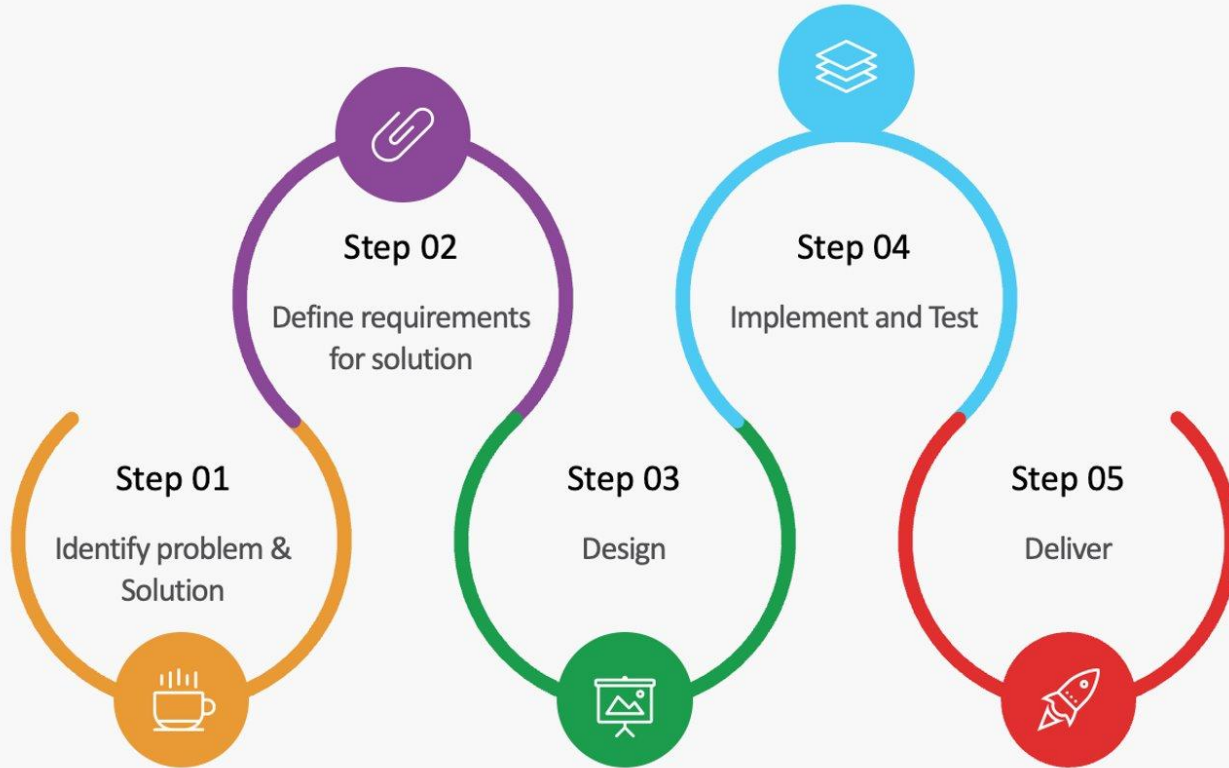 Step 01
Identify problem &
Solution
Step 02
Define requirements
for solution
Step 03
Design
Step 04
Implement and Test
Step 05
Deliver